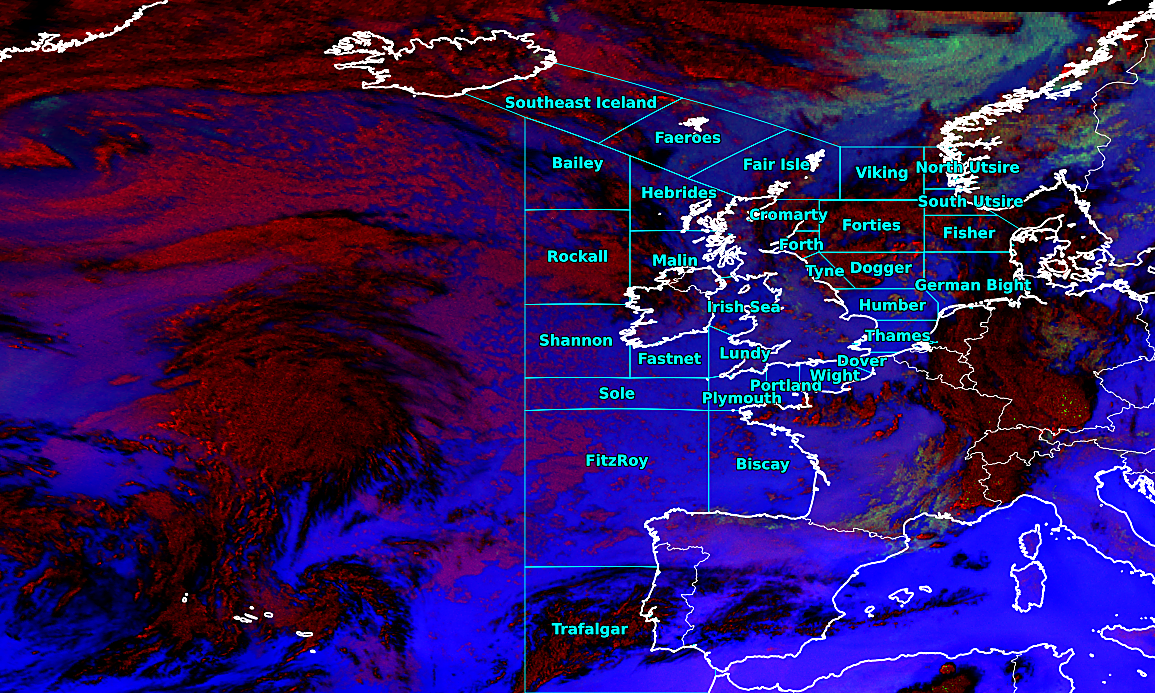 Southeast Iceland
Faeroes
Bailey
Fair Isle
Viking
North Utsire
Hebrides
South Utsire
Cromarty
Forties
Fisher
Forth
Rockall
Malin
Tyne
Dogger
German Bight
Irish Sea
Humber
Shannon
Thames
Fastnet
Lundy
Dover
Wight
Portland
Sole
Plymouth
FitzRoy
Biscay
Trafalgar